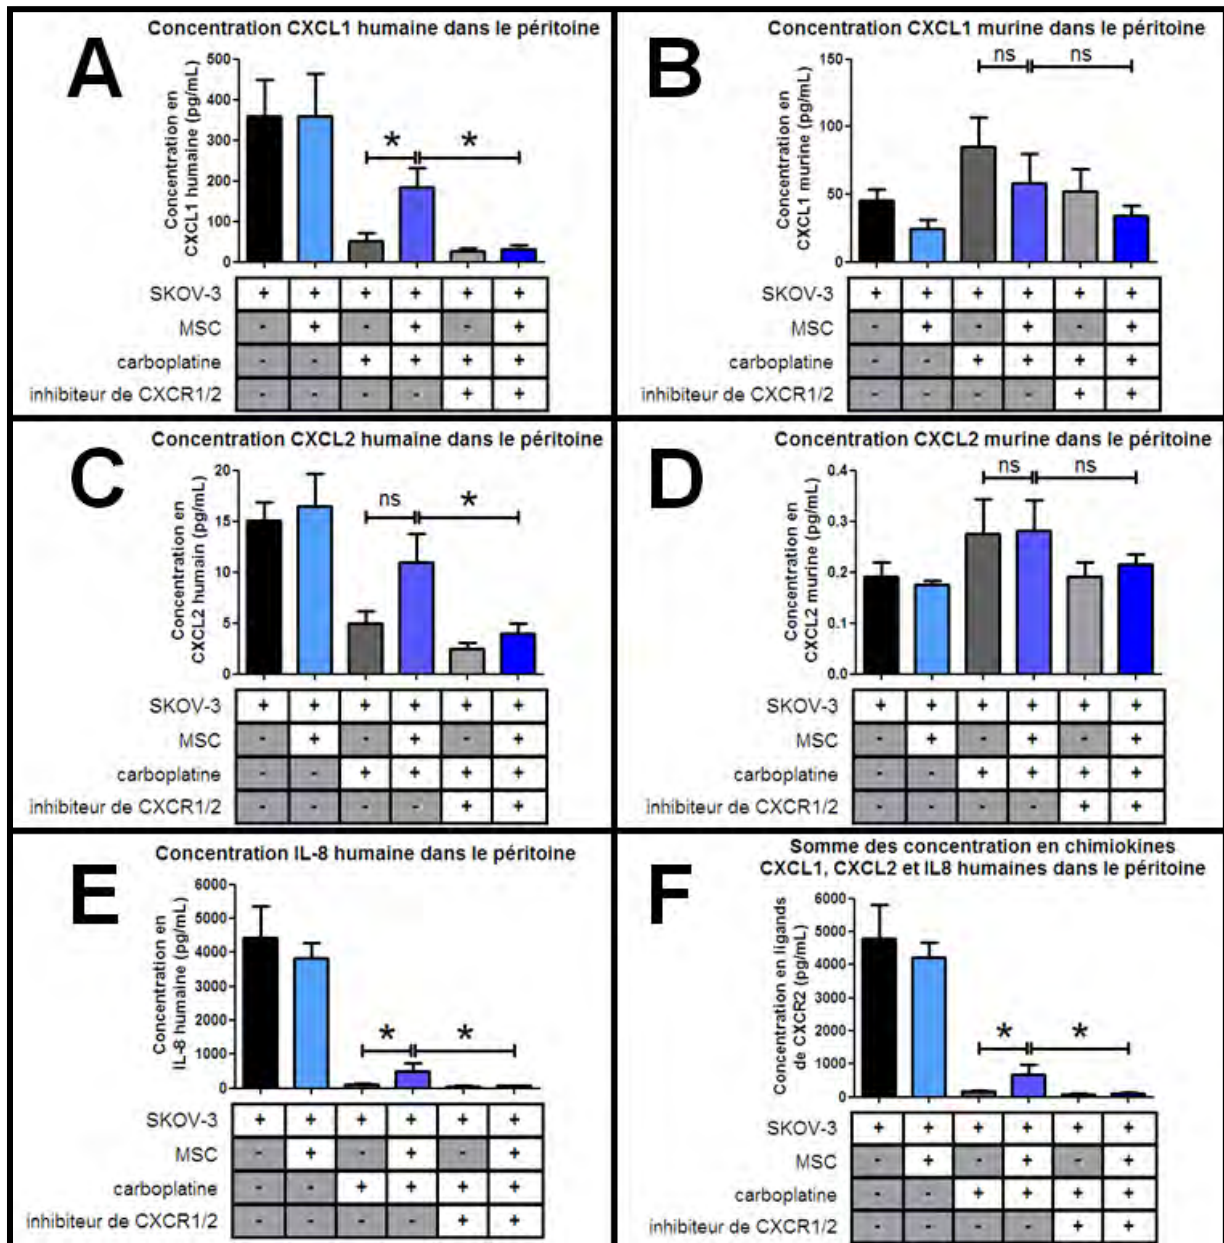 A
Concentration CXCL1 humaine dans le péritoine
Concentration en
CXCL1 humaine (pg/mL)
500
400
300
200
100
0
* *
SKOV-3 + + + + + +
MSC - + - + - +
carboplatine - - + + + +
inhibiteur de CXCR1/2 - - - - + +
B
Concentration CXCL1 murine dans le péritoine
Concentration en
CXCL1 murine (pg/mL)
150
100
50
0
ns ns
SKOV-3 + + + + + +
MSC - + - + - +
carboplatine - - + + + +
inhibiteur de CXCR1/2 - - - - + +
C
Concentration CXCL2 humaine dans le péritoine
Concentration en
CXCL2 humain (pg/mL)
20
15
10
5
0
ns *
SKOV-3 + + + + + +
MSC - + - + - +
carboplatine - - + + + +
inhibiteur de CXCR1/2 - - - - + +
D
Concentration CXCL2 murine dans le péritoine
Concentration en
CXCL2 murine (pg/mL)
0.4
0.3
0.2
0.1
0.0
ns ns
SKOV-3 + + + + + +
MSC - + - + - +
carboplatine - - + + + +
inhibiteur de CXCR1/2 - - - - + +
E
Concentration IL-8 humaine dans le péritoine
Concentration en
IL-8 humaine (pg/mL)
6000
5000
4000
3000
2000
1000
0
* *
SKOV-3 + + + + + +
MSC - + - + - +
carboplatine - - + + + +
inhibiteur de CXCR1/2 - - - - + +
F
Somme des concentration en chimiokines
CXCL1, CXCL2 et IL8 humaines dans le péritoine
Concentration en ligands
de CXCR2 (pg/mL)
6000
5000
4000
3000
2000
1000
0
* *
SKOV-3 + + + + + +
MSC - + - + - +
carboplatine - - + + + +
inhibiteur de CXCR1/2 - - - - + +